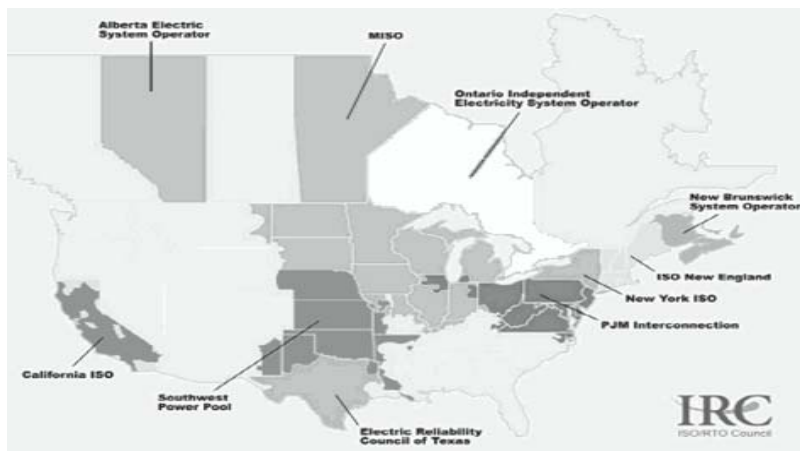 Alberta Electric
System Operator
MISO
Ontario Independent
Electricity System Operator
New Brunswick
System Operator
ISO New England
New York ISO
PJM Interconnection
California ISO
Southwest
Power Pool
Electric Reliability
Council of Texas
IRC
ISO/RTO Council